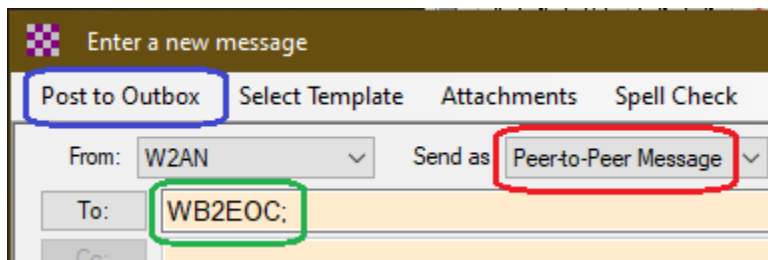 Enter a new message
Post to Outbox Select Template Attachments Spell Check
From: W2AN Send as Peer-to-Peer Message
To: WB2EOC;
Cc: